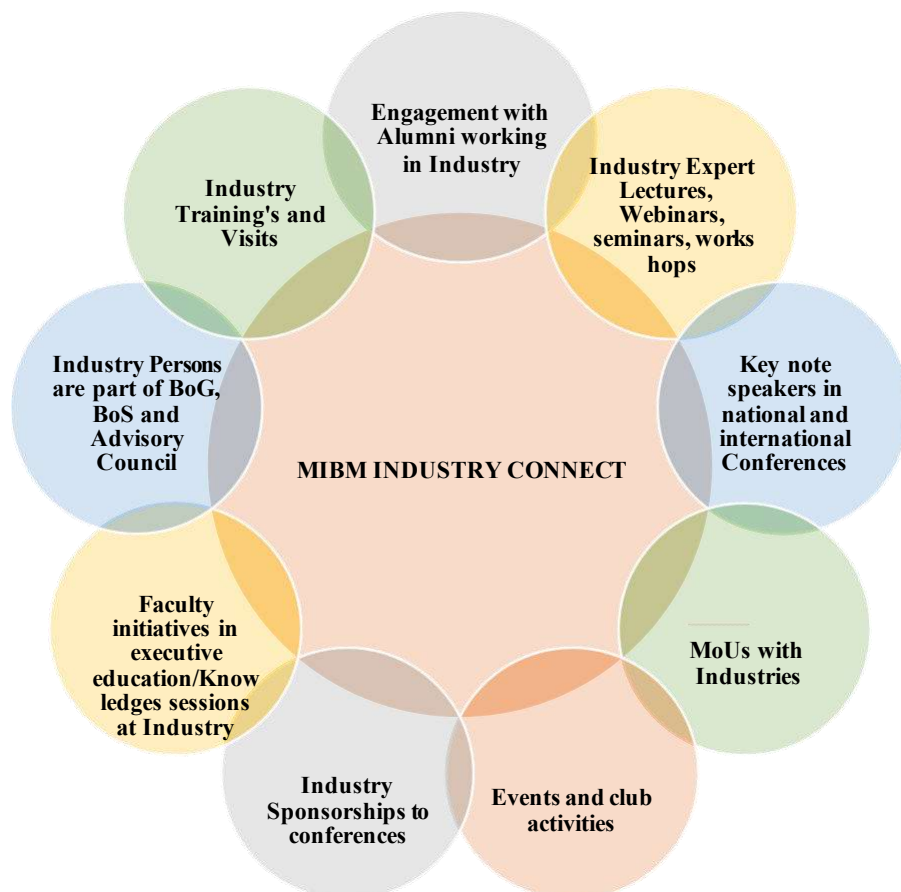 Engagement with
Alumni working
in Industry
Industry Expert
Lectures,
Webinars,
seminars, works
hops
Key note
speakers in
national and
international
Conferences
MoUs with
Industries
Events and club
activities
Industry
Sponsorships to
conferences
Faculty
initiatives in
executive
education/Know
ledges sessions
at Industry
Industry Persons
are part of BoG,
BoS and
Advisory
Council
Industry
Training's and
Visits
MIBM INDUSTRY CONNECT